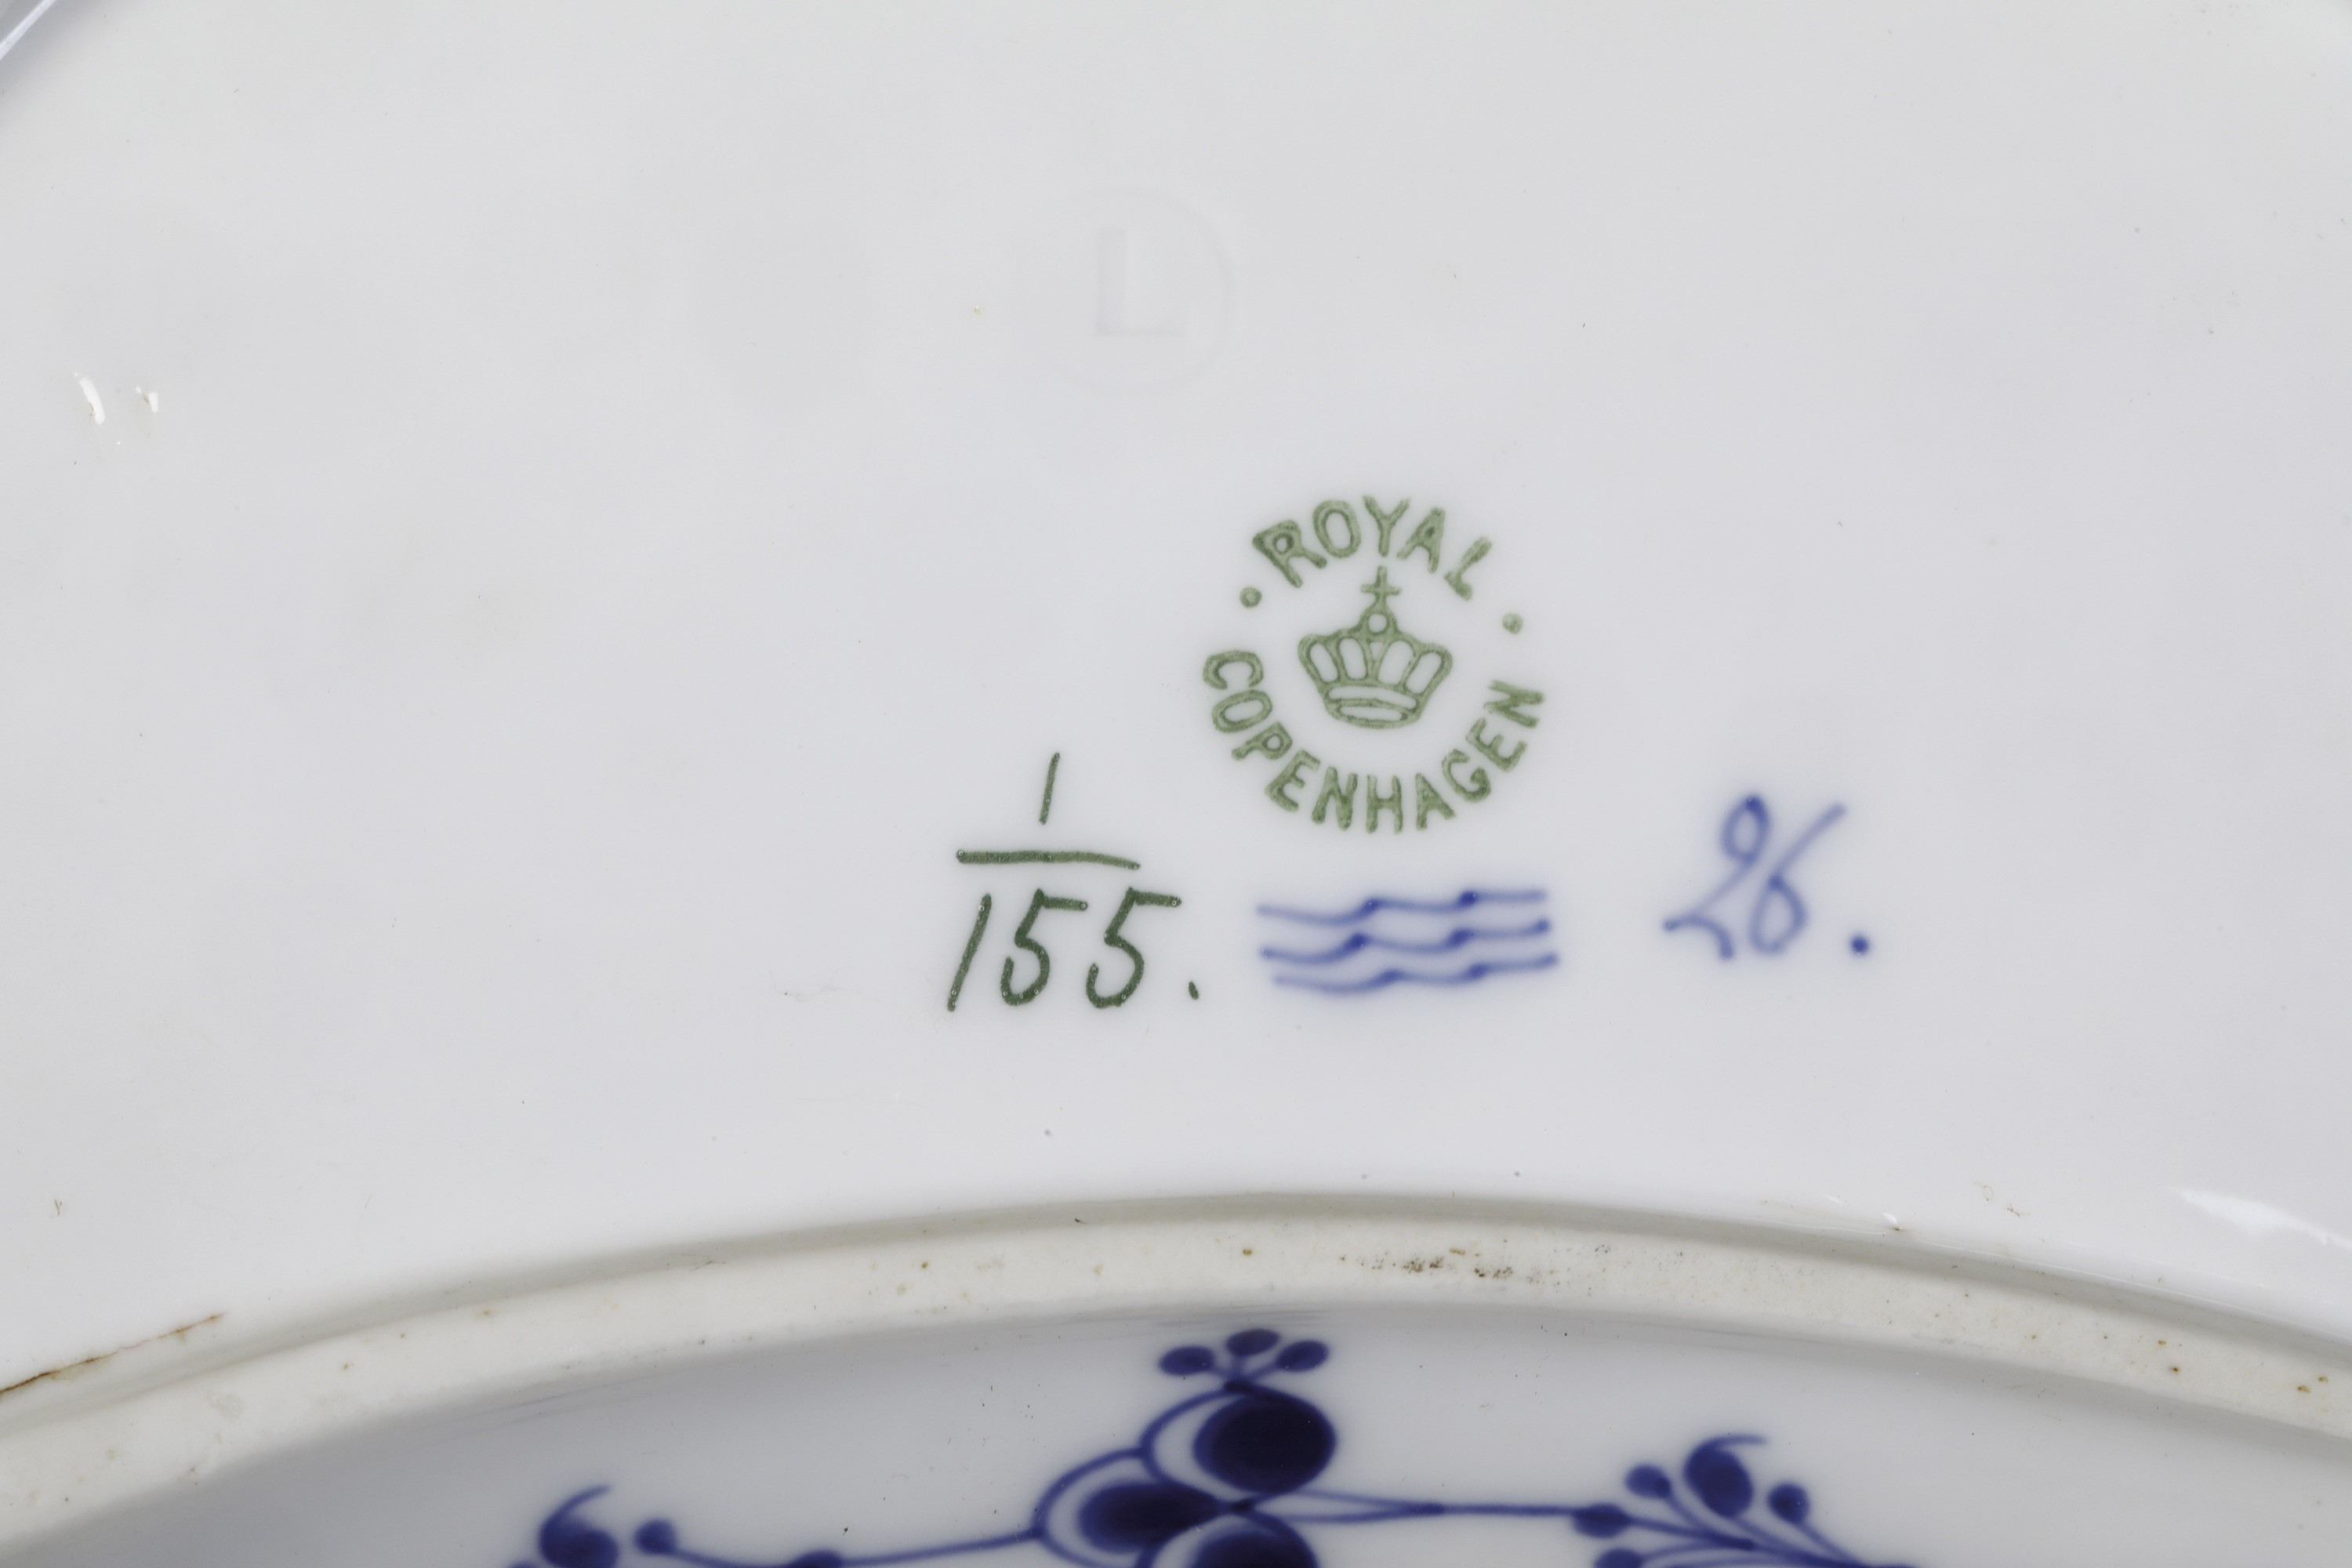 L
· ROYAL ·
COPENHAGEN
1
155.
26.